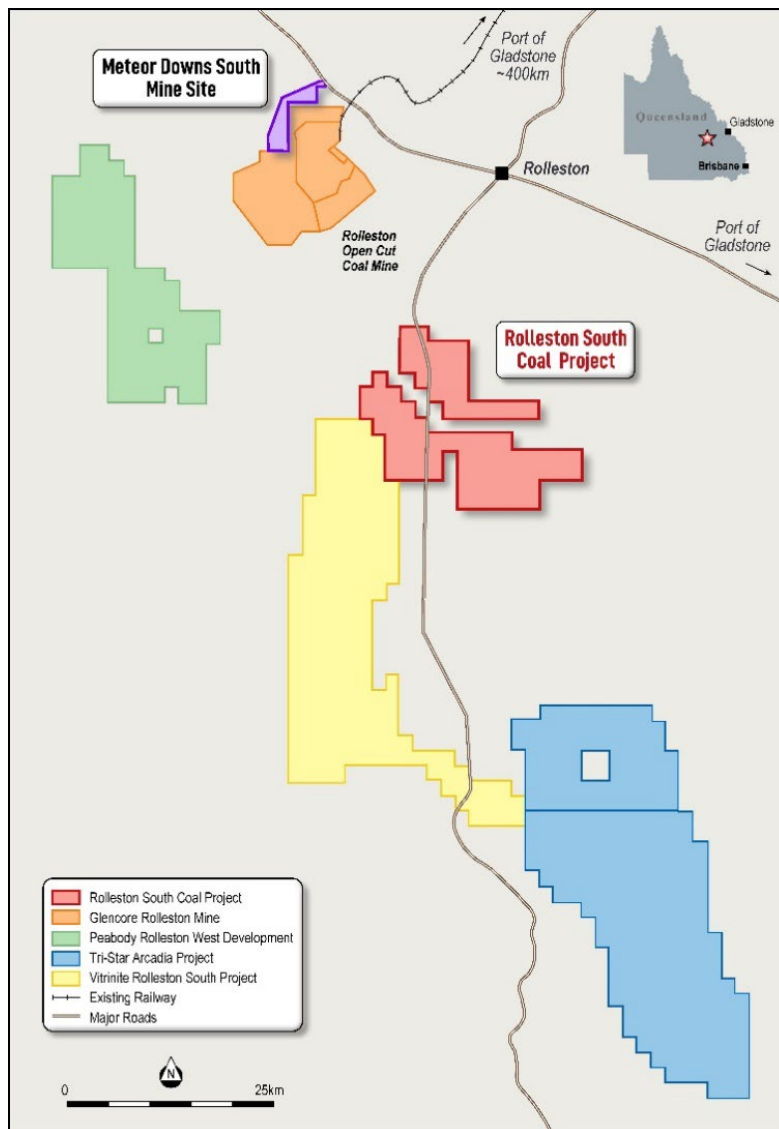 Meteor Downs South
Mine Site
Port of
Gladstone
~400km
Queensland
Gladstone
Brisbane
Rolleston
Port of
Gladstone
Rolleston
Open Cut
Coal Mine
Rolleston South
Coal Project
Rolleston South Coal Project
Glencore Rolleston Mine
Peabody Rolleston West Development
Tri-Star Arcadia Project
Vitrinite Rolleston South Project
Existing Railway
Major Roads
N
0
25km